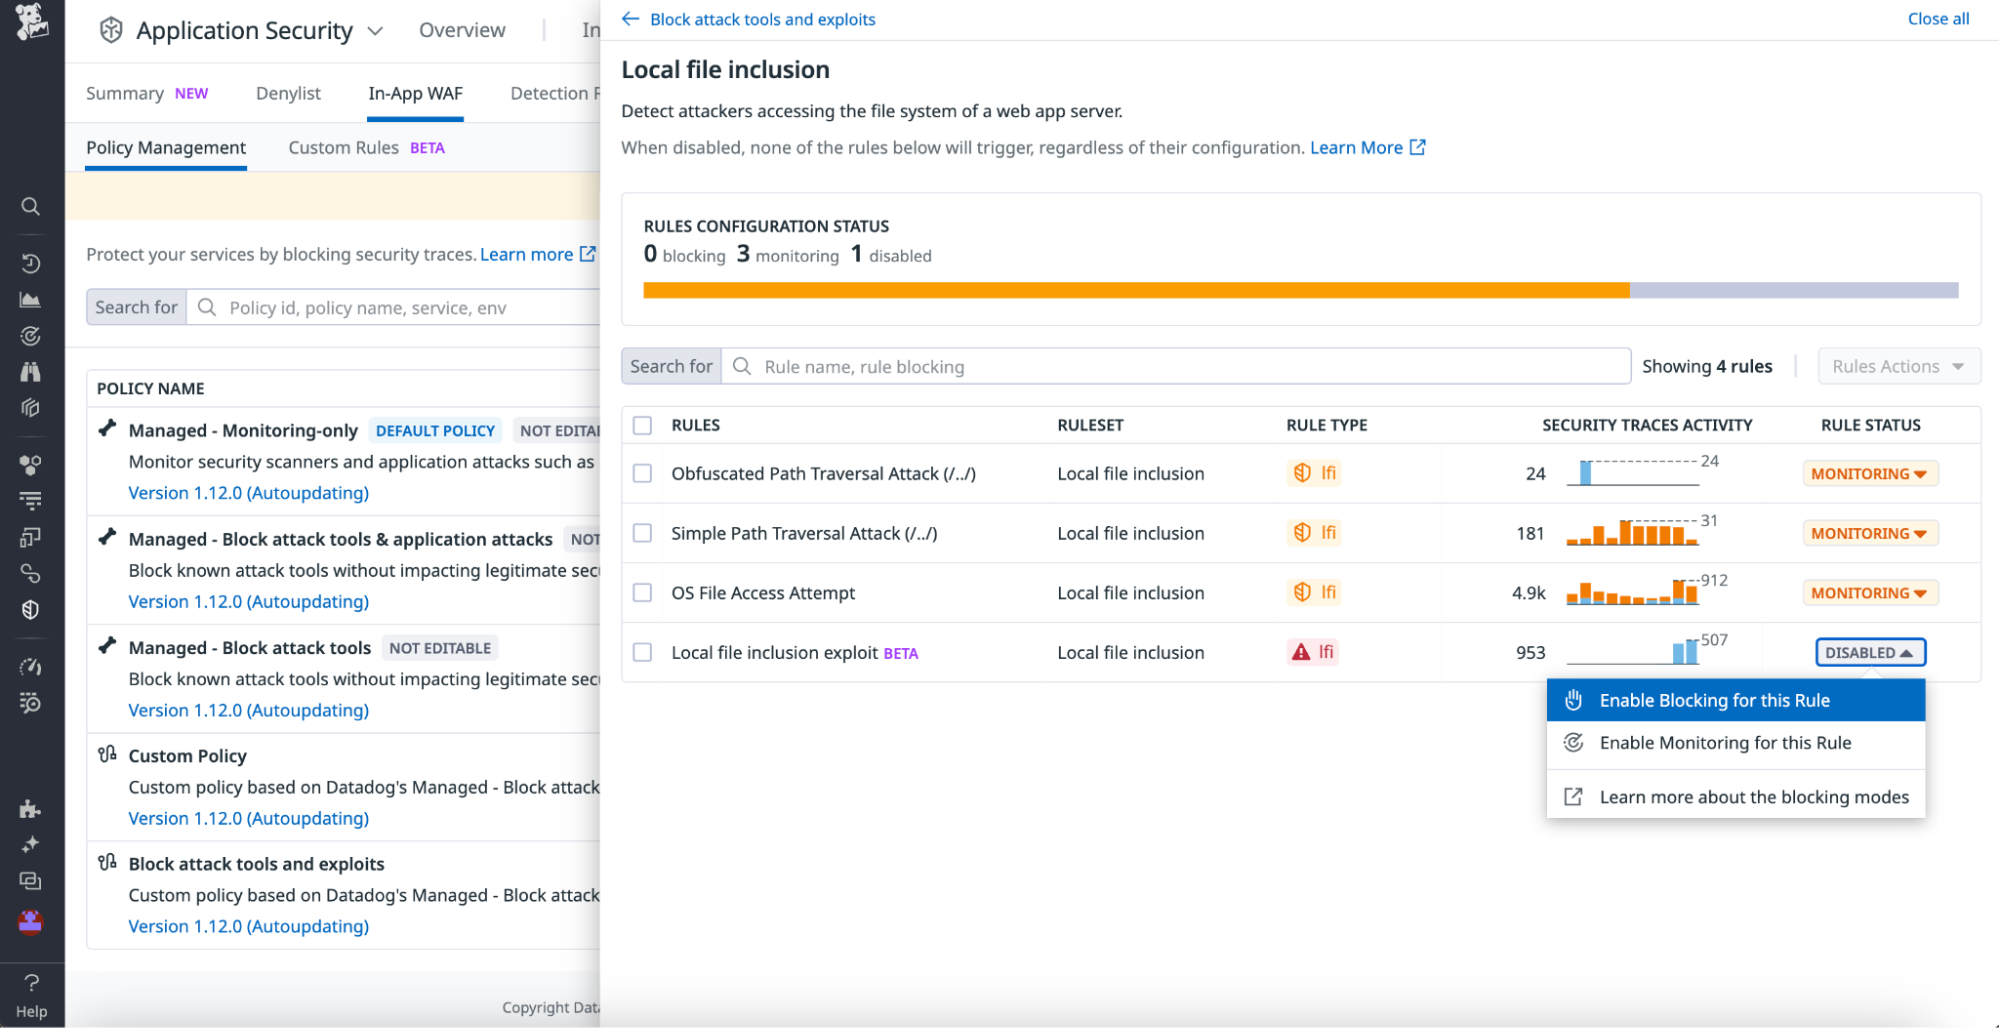 Application Security
Overview
In
Summary NEW
Denylist
In-App WAF
Detection R
Policy Management
Custom Rules BETA
Protect your services by blocking security traces. Learn more
Search for
Policy id, policy name, service, env
POLICY NAME
Managed - Monitoring-only DEFAULT POLICY NOT EDITA
Monitor security scanners and application attacks such as
Version 1.12.0 (Autoupdating)
Managed - Block attack tools & application attacks NOT
Block known attack tools without impacting legitimate secu
Version 1.12.0 (Autoupdating)
Managed - Block attack tools NOT EDITABLE
Block known attack tools without impacting legitimate secu
Version 1.12.0 (Autoupdating)
Custom Policy
Custom policy based on Datadog's Managed - Block attack
Version 1.12.0 (Autoupdating)
Block attack tools and exploits
Custom policy based on Datadog's Managed - Block attack
Version 1.12.0 (Autoupdating)
Copyright Data
?
Help
Block attack tools and exploits
Close all
Local file inclusion
Detect attackers accessing the file system of a web app server.
When disabled, none of the rules below will trigger, regardless of their configuration. Learn More
RULES CONFIGURATION STATUS
0 blocking 3 monitoring 1 disabled
Search for
Rule name, rule blocking
Showing 4 rules
Rules Actions
RULES RULESET RULE TYPE SECURITY TRACES ACTIVITY RULE STATUS
Obfuscated Path Traversal Attack (/../) Local file inclusion lfi 24 24 MONITORING
Simple Path Traversal Attack (/../) Local file inclusion lfi 181 31 MONITORING
OS File Access Attempt Local file inclusion lfi 4.9k 912 MONITORING
Local file inclusion exploit BETA Local file inclusion lfi 953 507 DISABLED
Enable Blocking for this Rule
Enable Monitoring for this Rule
Learn more about the blocking modes